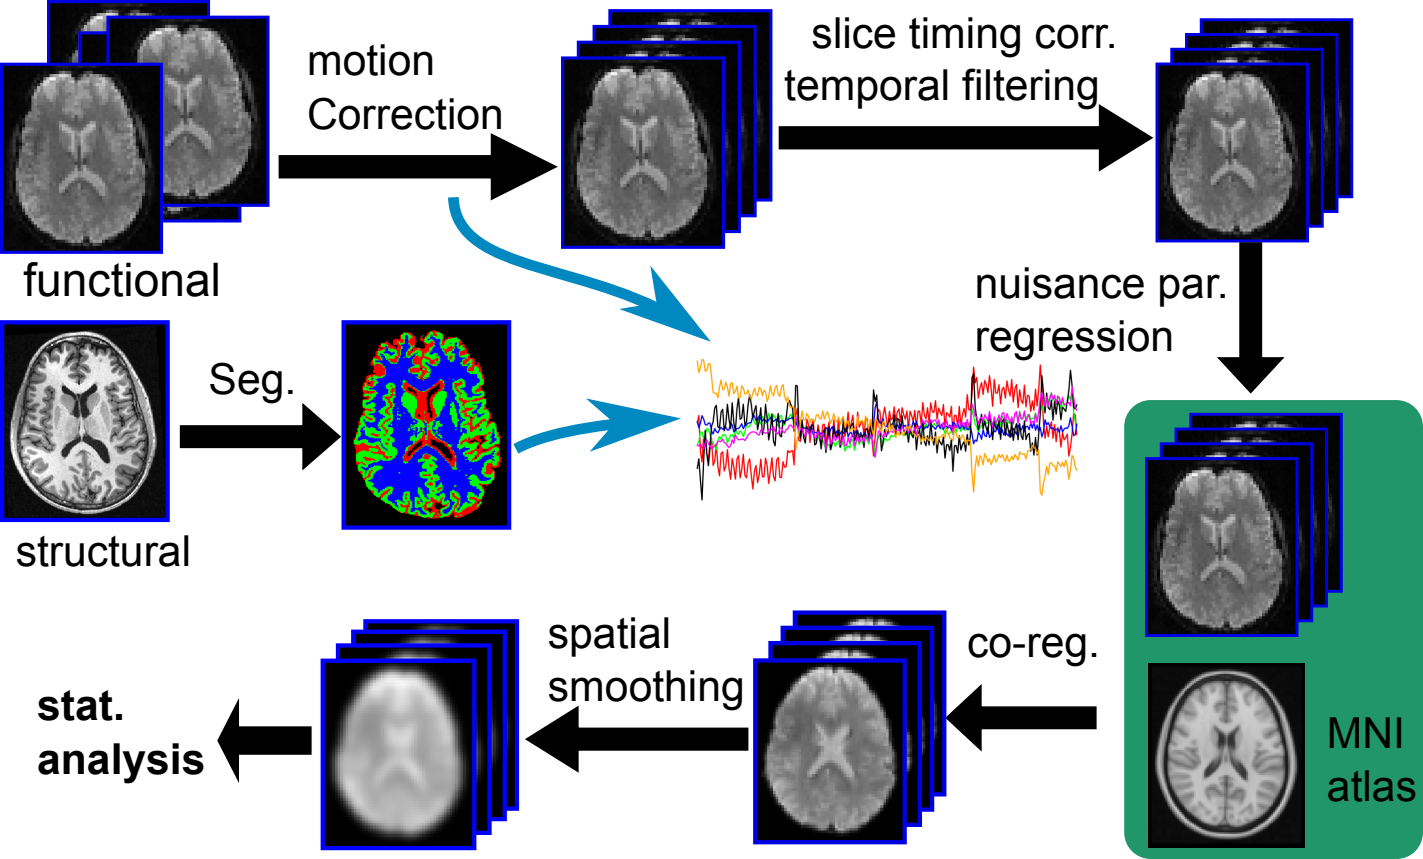 motion
Correction
slice timing corr.
temporal filtering
functional
nuisance par.
regression
Seg.
structural
spatial
smoothing
co-reg.
stat.
analysis
MNI
atlas